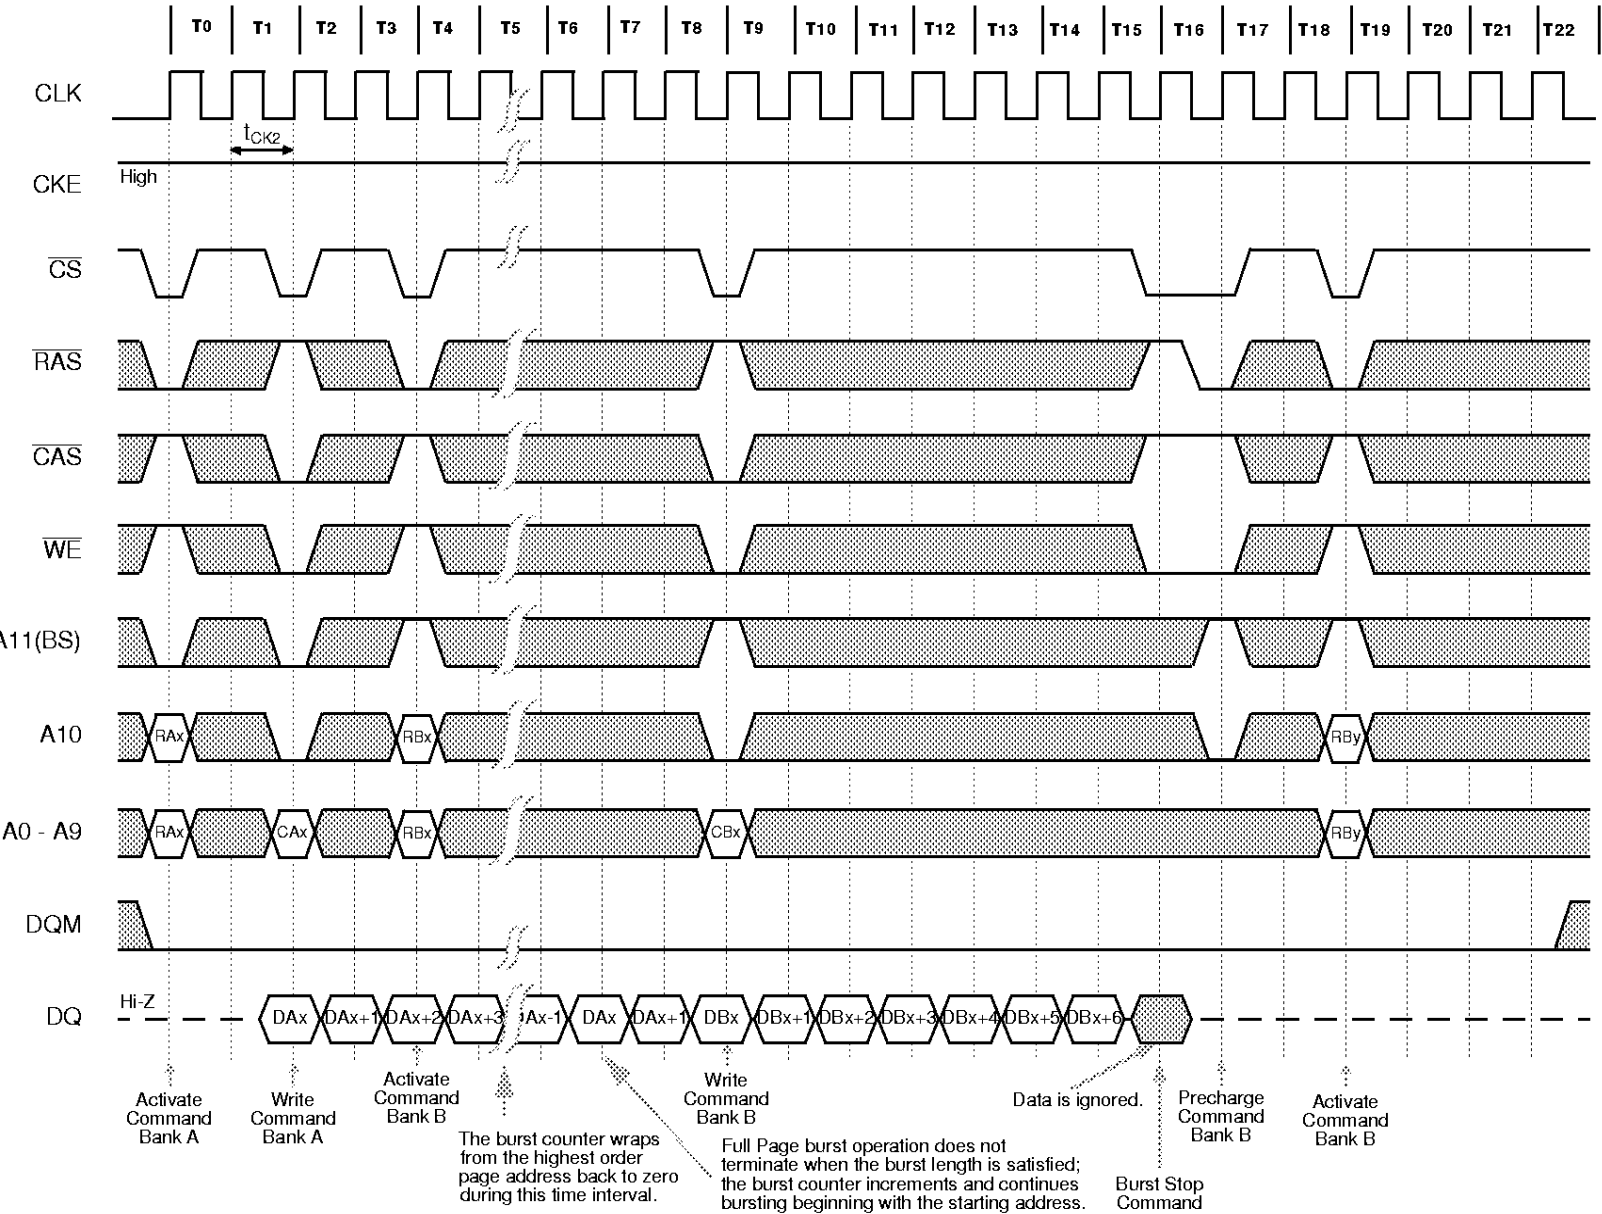 T0 T1 T2 T3 T4 T5 T6 T7 T8 T9 T10 T11 T12 T13 T14 T15 T16 T17 T18 T19 T20 T21 T22
CLK
tCK2
CKE
High
CS
RAS
CAS
WE
A11(BS)
A10
RAx RBx RBy
A0 - A9
RAx CAx RBx CBx RBy
DQM
DQ
Hi-Z
DAx DAx+1 DAx+2 DAx+3 DAx-1 DAx DAx+1 DBx DBx+1 DBx+2 DBx+3 DBx+4 DBx+5 DBx+6
Activate
Command
Bank A
Write
Command
Bank A
Activate
Command
Bank B
The burst counter wraps
from the highest order
page address back to zero
during this time interval.
Write
Command
Bank B
Full Page burst operation does not
terminate when the burst length is satisfied;
the burst counter increments and continues
bursting beginning with the starting address.
Data is ignored.
Burst Stop
Command
Precharge
Command
Bank B
Activate
Command
Bank B